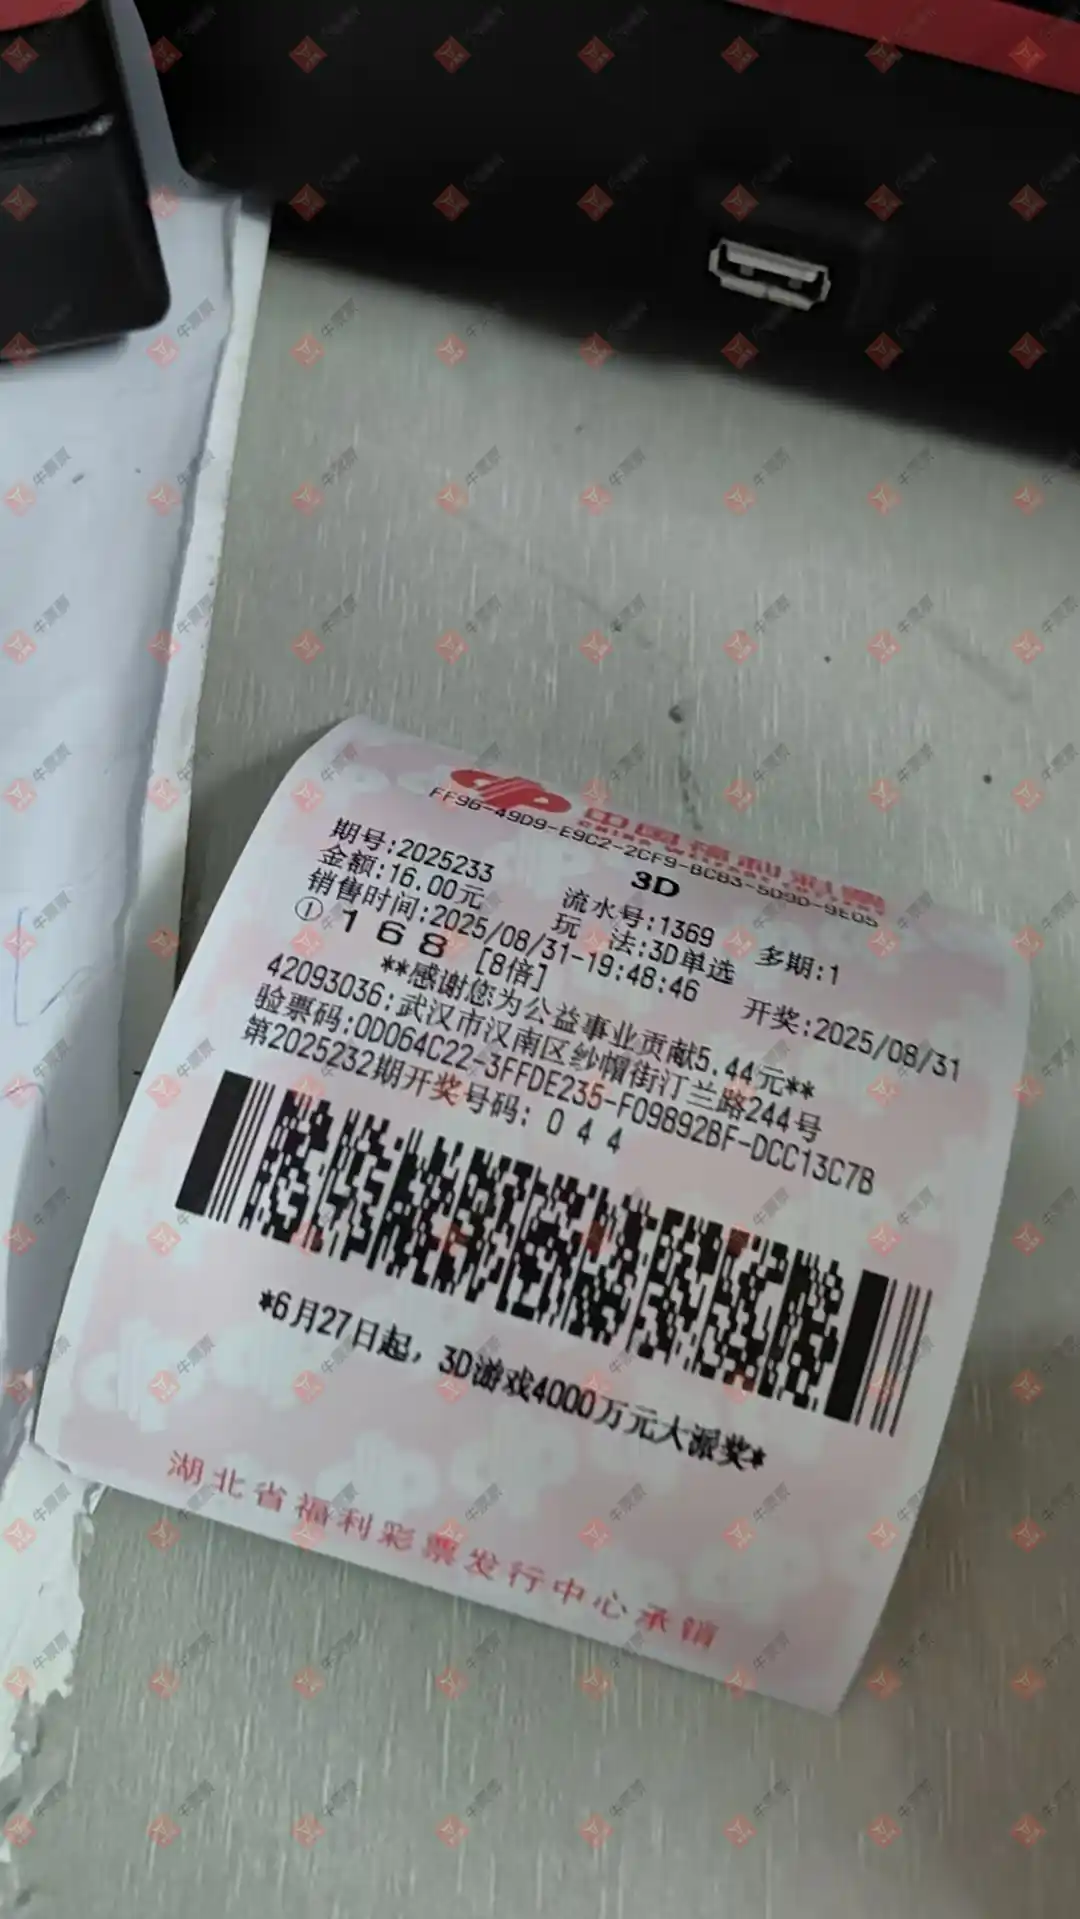 中国福利彩票
CHINA WELFARE LOTTERY
FF96-49D9-E9C2-2CF9-BCB3-5D9D-9E05
3D
期号:2025233 流水号:1369 多期:1
金额:16.00元 玩 法:3D单选 开奖:2025/08/31
销售时间:2025/08/31-19:48:46
① 1 6 8 [8倍]
**感谢您为公益事业贡献5.44元**
42093036:武汉市汉南区纱帽街汀兰路244号
验票码:0D064C22-3FFDE235-F09892BF-DCC13C7B
第2025232期开奖号码: 0 4 4
*6月27日起，3D游戏4000万元大派奖*
湖北省福利彩票发行中心承销
牛票票